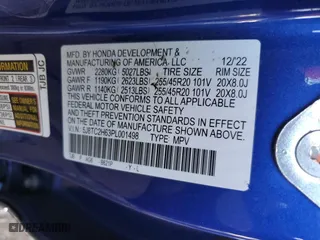 MFD. BY HONDA DEVELOPMENT &
MANUFACTURING OF AMERICA, LLC 12/'22
GVWR 2280KG( 5027LBS) TIRE SIZE RIM SIZE
GAWR F 1190KG( 2623LBS) 255/45R20 101V 20X8.0J
GAWR R 1140KG( 2513LBS) 255/45R20 101V 20X8.0J
THIS VEHICLE CONFORMS TO ALL APPLICABLE
FEDERAL MOTOR VEHICLE SAFETY AND THEFT
PREVENTION STANDARDS IN EFFECT ON THE
DATE OF MANUFACTURE SHOWN ABOVE.
5J8TC2H63PL001498 TYPE: MPV
TJB 1C